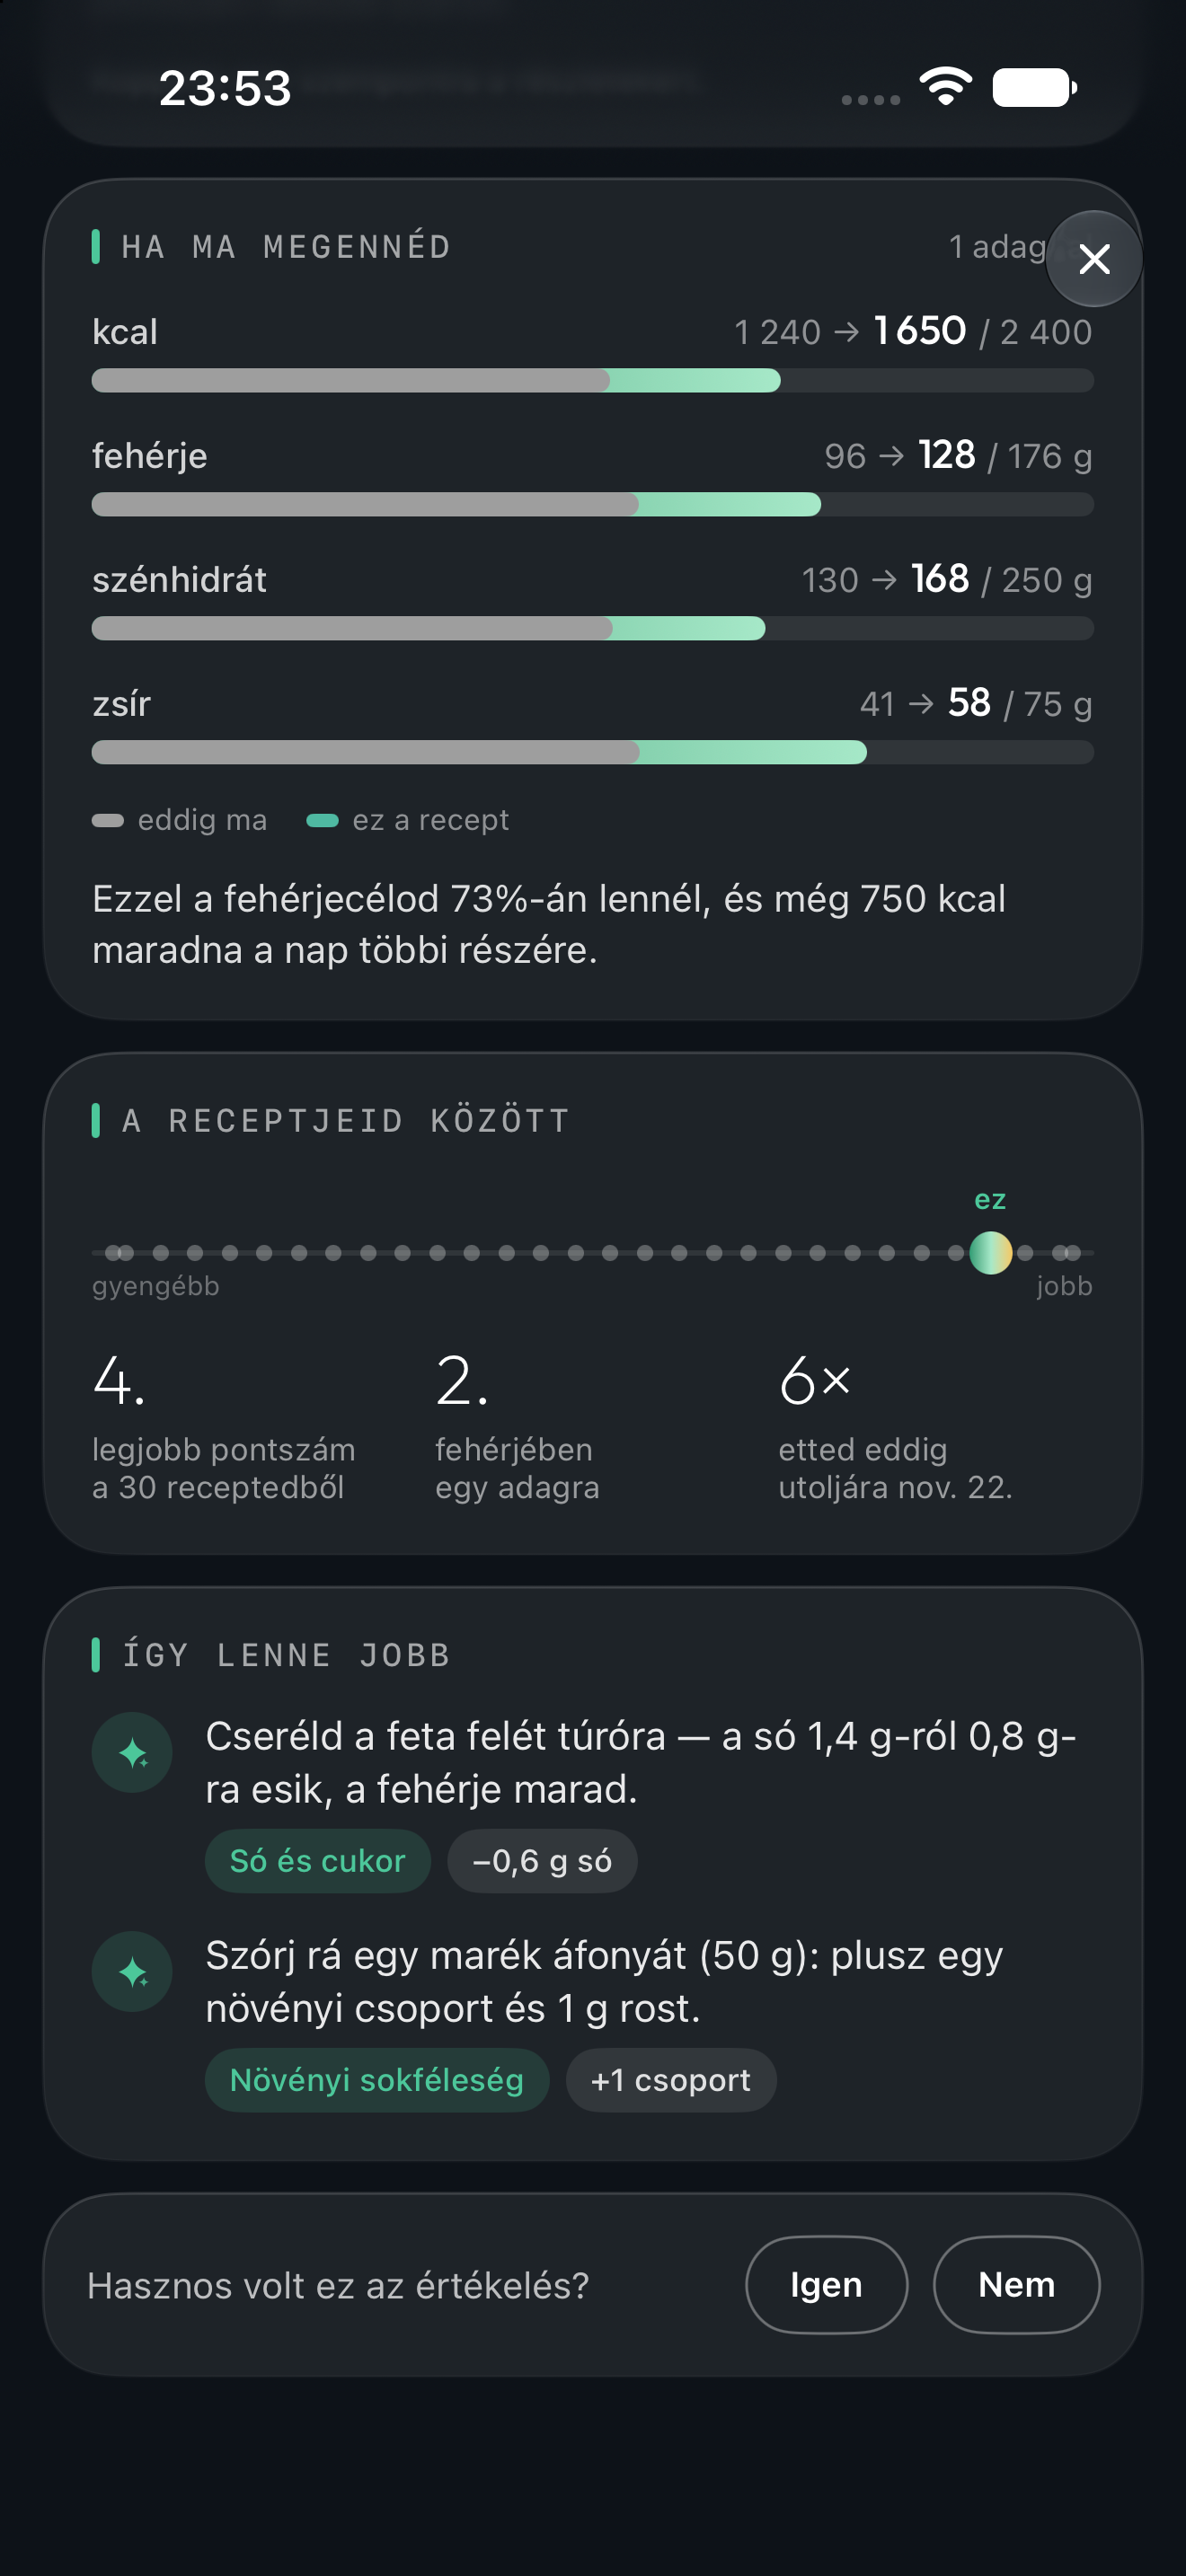 23:53
HA MA MEGENNÉD
1 adag
kcal
1 240 → 1 650 / 2 400
fehérje
96 → 128 / 176 g
szénhidrát
130 → 168 / 250 g
zsír
41 → 58 / 75 g
eddig ma
ez a recept
Ezzel a fehérjecélod 73%-án lennél, és még 750 kcal
maradna a nap többi részére.
A RECEPTJEID KÖZÖTT
ez
gyengébb
jobb
4.
legjobb pontszám
a 30 receptedből
2.
fehérjében
egy adagra
6×
etted eddig
utoljára nov. 22.
ÍGY LENNE JOBB
Cseréld a feta felét túróra — a só 1,4 g-ról 0,8 g-
ra esik, a fehérje marad.
Só és cukor
−0,6 g só
Szórj rá egy marék áfonyát (50 g): plusz egy
növényi csoport és 1 g rost.
Növényi sokféleség
+1 csoport
Hasznos volt ez az értékelés?
Igen
Nem